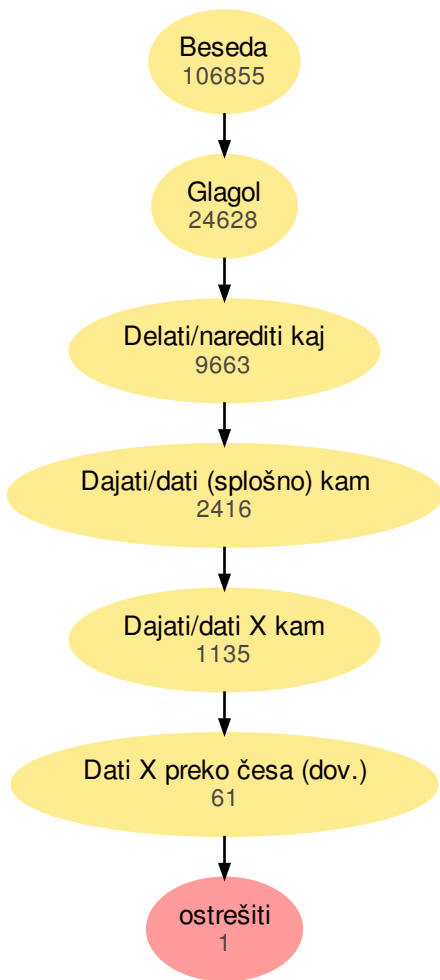 Beseda
106855
Glagol
24628
Delati/narediti kaj
9663
Dajati/dati (splošno) kam
2416
Dajati/dati X kam
1135
Dati X preko česa (dov.)
61
ostrešiti
1